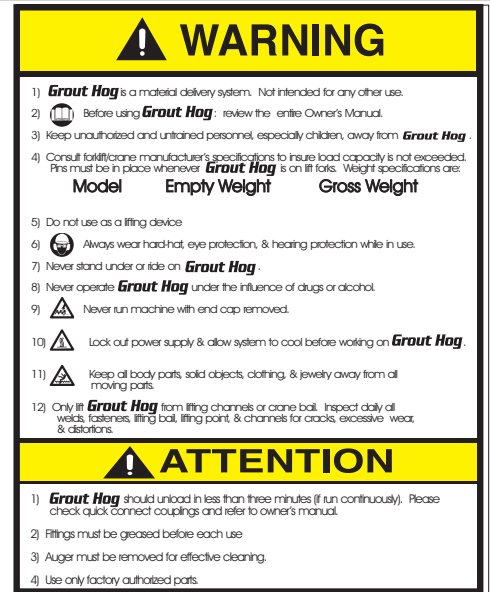 WARNING
1) Grout Hog is a material delivery system. Not intended for any other use.
2) Before using Grout Hog: review the entire Owner's Manual.
3) Keep unauthorized and untrained personnel, especially children, away from Grout Hog.
4) Consult forklift/crane manufacturer's specifications to insure load capacity is not exceeded.
Pins must be in place whenever Grout Hog is on lift forks. Weight specifications are:
Model Empty Weight Gross Weight
5) Do not use as a lifting device
6) Always wear hard-hat, eye protection, & hearing protection while in use.
7) Never stand under or ride on Grout Hog.
8) Never operate Grout Hog under the influence of drugs or alcohol.
9) Never run machine with end cap removed.
10) Lock out power supply & allow system to cool before working on Grout Hog.
11) Keep all body parts, solid objects, clothing, & jewelry away from all
moving parts.
12) Only lift Grout Hog from lifting channels or crane bail. Inspect daily all
welds, fasteners, lifting bail, lifting point, & channels for cracks, excessive wear,
& distortions.
ATTENTION
1) Grout Hog should unload in less than three minutes (if run continuously). Please
check quick connect couplings and refer to owner's manual.
2) Fittings must be greased before each use
3) Auger must be removed for effective cleaning.
4) Use only factory authorized parts.